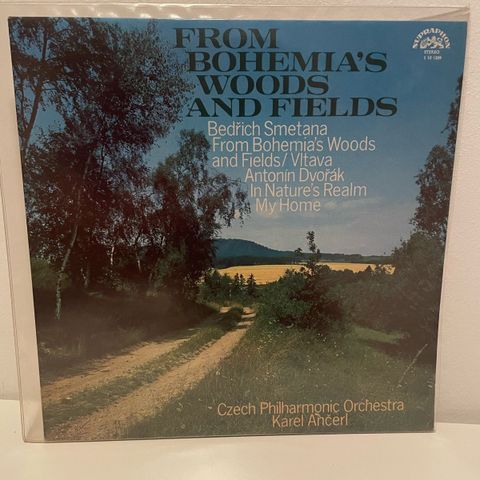 FROM
BOHEMIA'S
WOODS
AND FIELDS
SUPRAPHON
STEREO
Bedřich Smetana
From Bohemia's Woods
and Fields/Vltava
Antonín Dvořák
In Nature's Realm
My Home
Czech Philharmonic Orchestra
Karel Ančerl